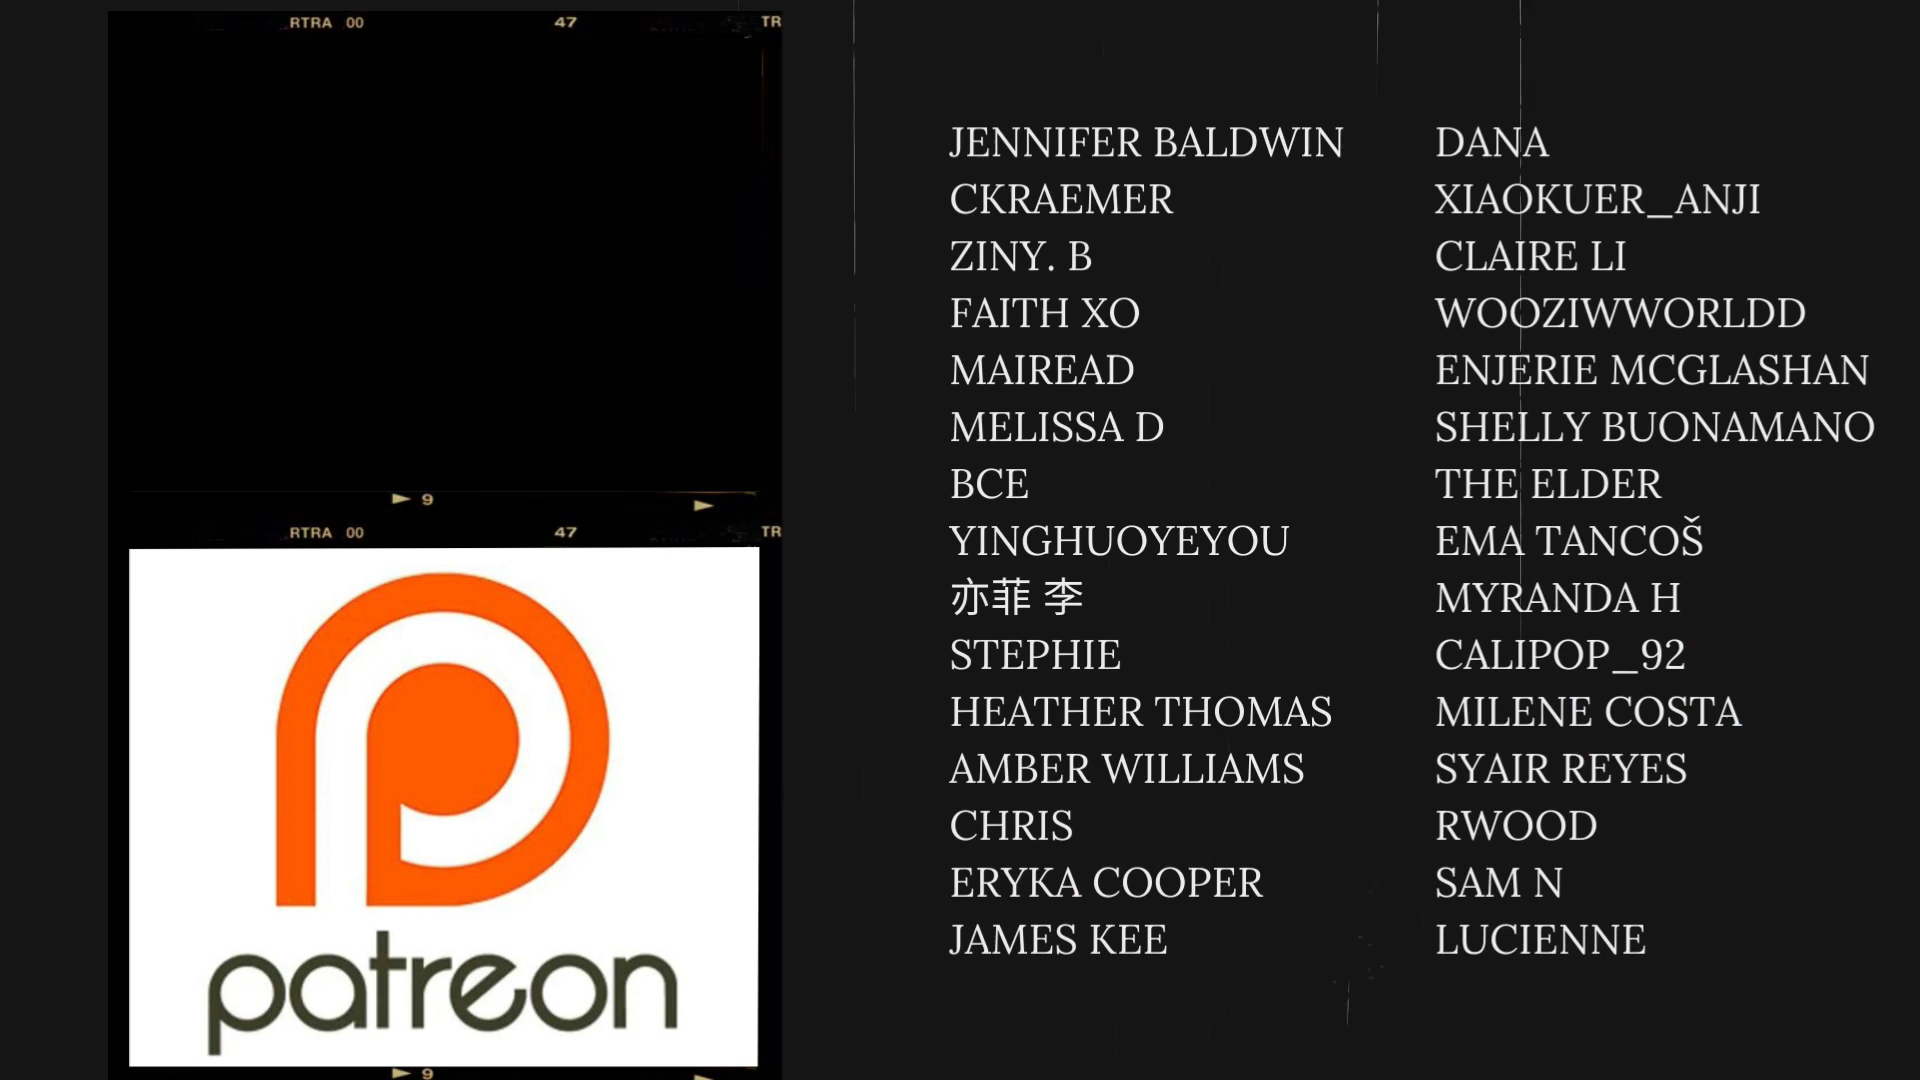 RTRA 00 47 TR
9
RTRA 00 47 TR
patreon
9
JENNIFER BALDWIN
CKRAEMER
ZINY. B
FAITH XO
MAIREAD
MELISSA D
BCE
YINGHUOYEYOU
亦菲 李
STEPHIE
HEATHER THOMAS
AMBER WILLIAMS
CHRIS
ERYKA COOPER
JAMES KEE
DANA
XIAOKUER_ANJI
CLAIRE LI
WOOZIWWORLDD
ENJERIE MCGLASHAN
SHELLY BUONAMANO
THE ELDER
EMA TANCOŠ
MYRANDA H
CALIPOP_92
MILENE COSTA
SYAIR REYES
RWOOD
SAM N
LUCIENNE